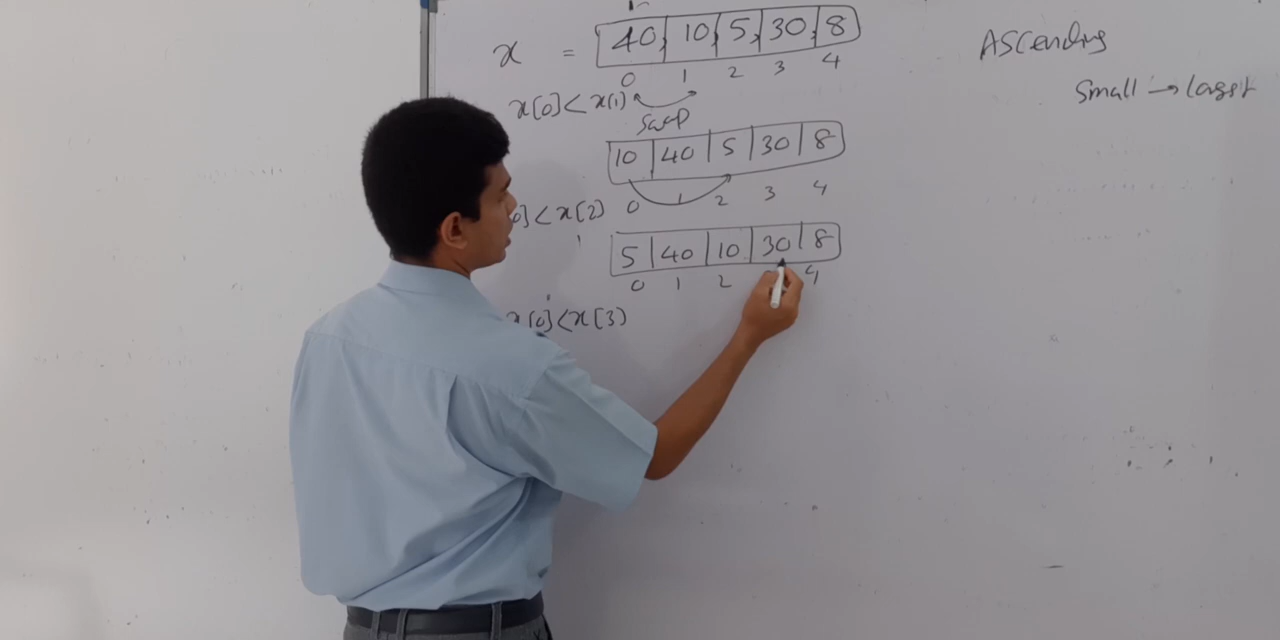 x = 40, 10, 5, 30, 8
0 1 2 3 4
Ascending
Small → largest
x[0] < x[1]
Swap
10 40 5 30 8
0 1 2 3 4
0] < x[2]
5 40 10 30 8
0 1 2 4
x[0] < x[3]